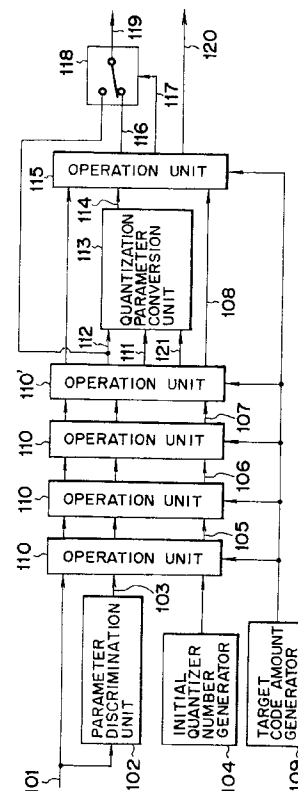 101
PARAMETER
DISCRIMINATION
UNIT
102
103
INITIAL QUANTIZER
NUMBER
GENERATOR
104
TARGET
CODE AMOUNT
GENERATOR
109
110
OPERATION UNIT
105
110
OPERATION UNIT
106
110
OPERATION UNIT
107
110'
OPERATION UNIT
112
111
121
113
QUANTIZATION
PARAMETER
CONVERSION
UNIT
114
108
115
OPERATION UNIT
116
117
118
119
120